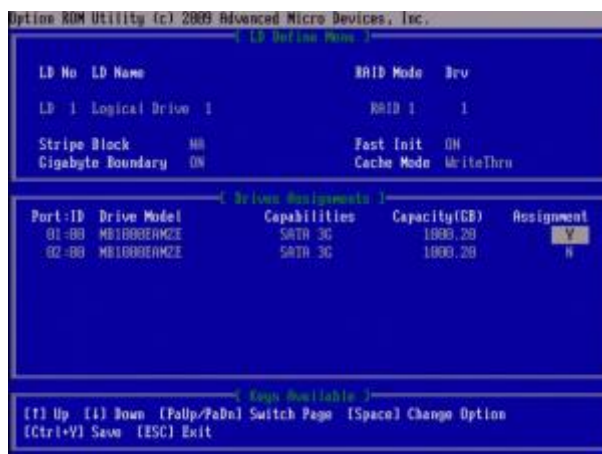 Option ROM Utility (c) 2009 Advanced Micro Devices, Inc.
[ LD Define Menu ]
LD No LD Name RAID Mode Drv
LD 1 Logical Drive 1 RAID 1 1
Stripe Block NA Fast Init ON
Gigabyte Boundary ON Cache Mode WriteThru
[ Drives Assignments ]
Port:ID Drive Model Capabilities Capacity(GB) Assignment
01:00 MB1000EAMZE SATA 3G 1000.20 Y
02:00 MB1000EAMZE SATA 3G 1000.20 N
[ Keys Available ]
[↑] Up [↓] Down [PaUp/PaDn] Switch Page [Space] Change Option
[Ctrl+Y] Save [ESC] Exit